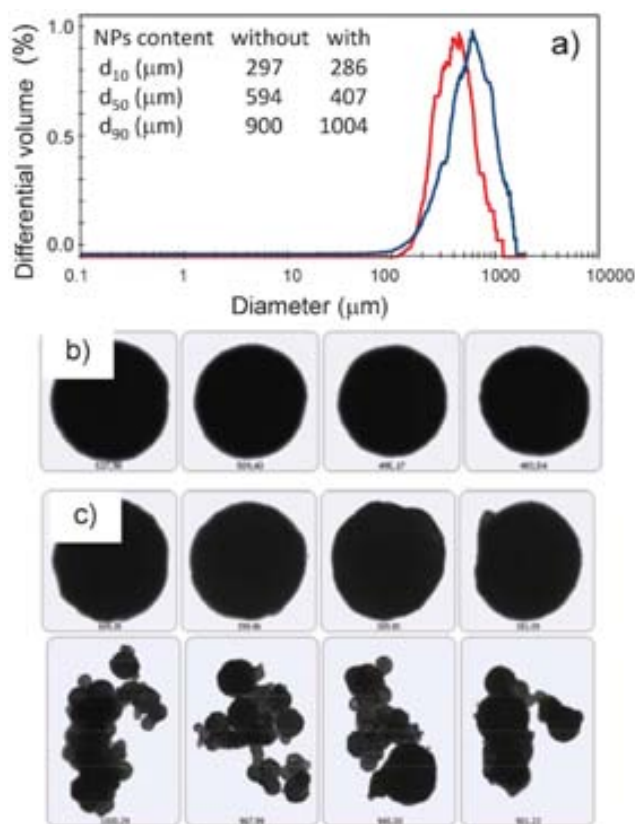 1.0
NPs content without with
a)
d10 (μm) 297 286
d50 (μm) 594 407
0.5
d90 (μm) 900 1004
0.0
Differential volume (%)
0.1 1 10 100 1000 10000
Diameter (μm)
b)
c)